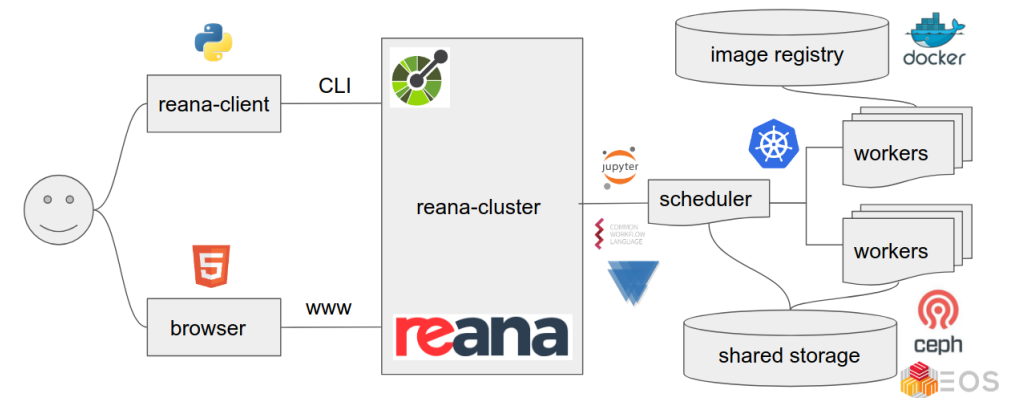 image registry
docker
CLI
reana-client
5
workers
jupyter
reana-cluster
scheduler
COMMON
WORKFLOW
LANGUAGE
workers
browser
www
reana
shared storage
ceph
EOS